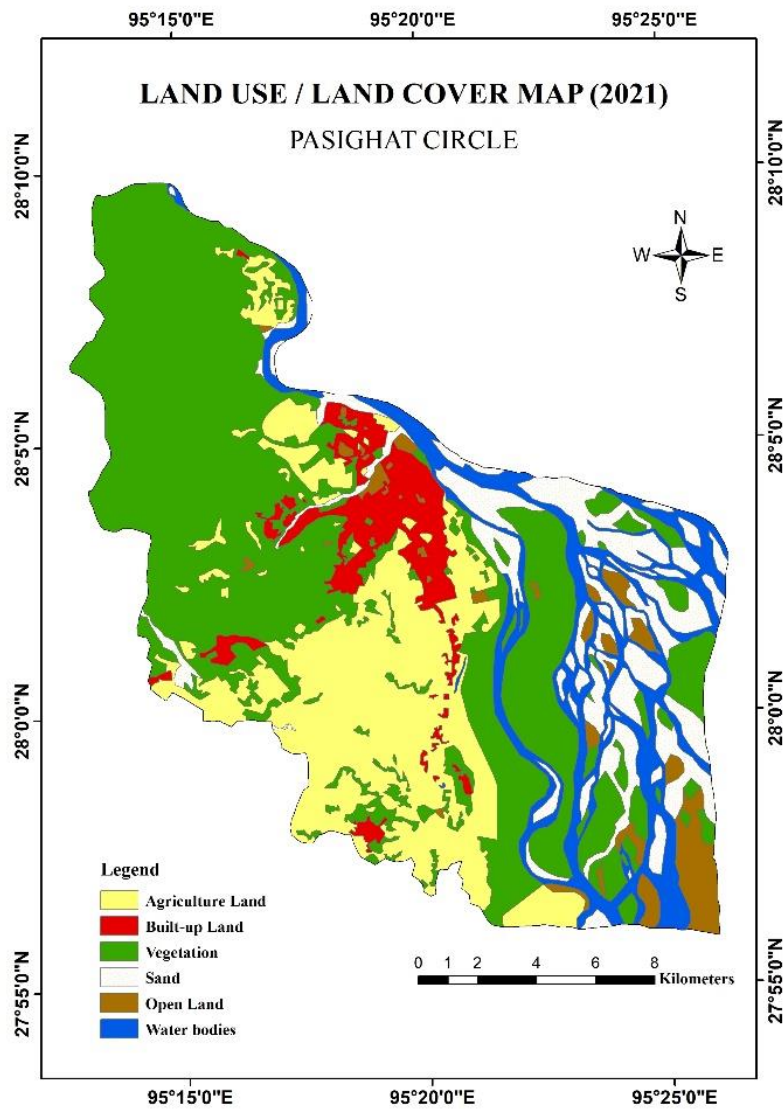 95°15'0"E 95°20'0"E 95°25'0"E
LAND USE / LAND COVER MAP (2021)
PASIGHAT CIRCLE
28°10'0"N 28°10'0"N
N
W E
S
28°5'0"N 28°5'0"N
28°0'0"N 28°0'0"N
Legend
Agriculture Land
Built-up Land
Vegetation
Sand
Open Land
Water bodies
0 1 2 4 6 8
Kilometers
27°55'0"N 27°55'0"N
95°15'0"E 95°20'0"E 95°25'0"E